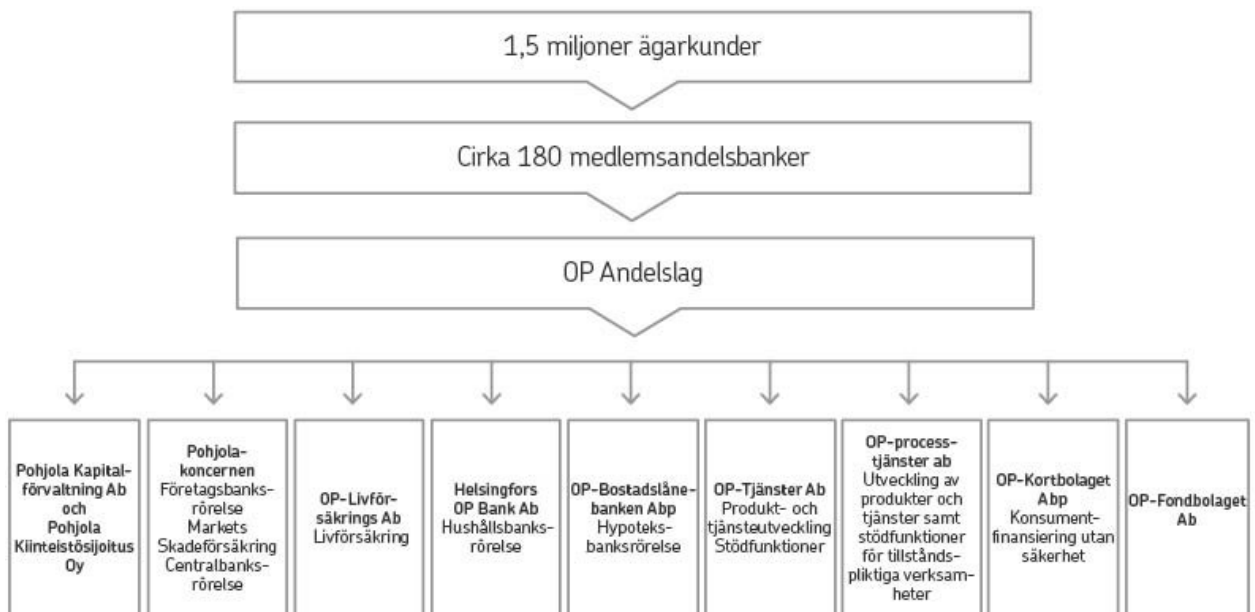 1,5 miljoner ägarkunder
Cirka 180 medlemsandelsbanker
OP Andelslag
Pohjola Kapital-
förvaltning Ab
och
Pohjola
Kiinteistösijoitus
Oy
Pohjola-
koncernen
Företagsbanks-
rörelse
Markets
Skadeförsäkring
Centralbanks-
rörelse
OP-Livför-
säkrings Ab
Livförsäkring
Helsingfors
OP Bank Ab
Hushållsbanks-
rörelse
OP-Bostadslåne-
banken Abp
Hypoteks-
banksrörelse
OP-Tjänster Ab
Produkt- och
tjänsteutveckling
Stödfunktioner
OP-process-
tjänster ab
Utveckling av
produkter och
tjänster samt
stödfunktioner
för tillstånds-
pliktiga verksam-
heter
OP-Kortbolaget
Abp
Konsument-
finansiering utan
säkerhet
OP-Fondbolaget
Ab